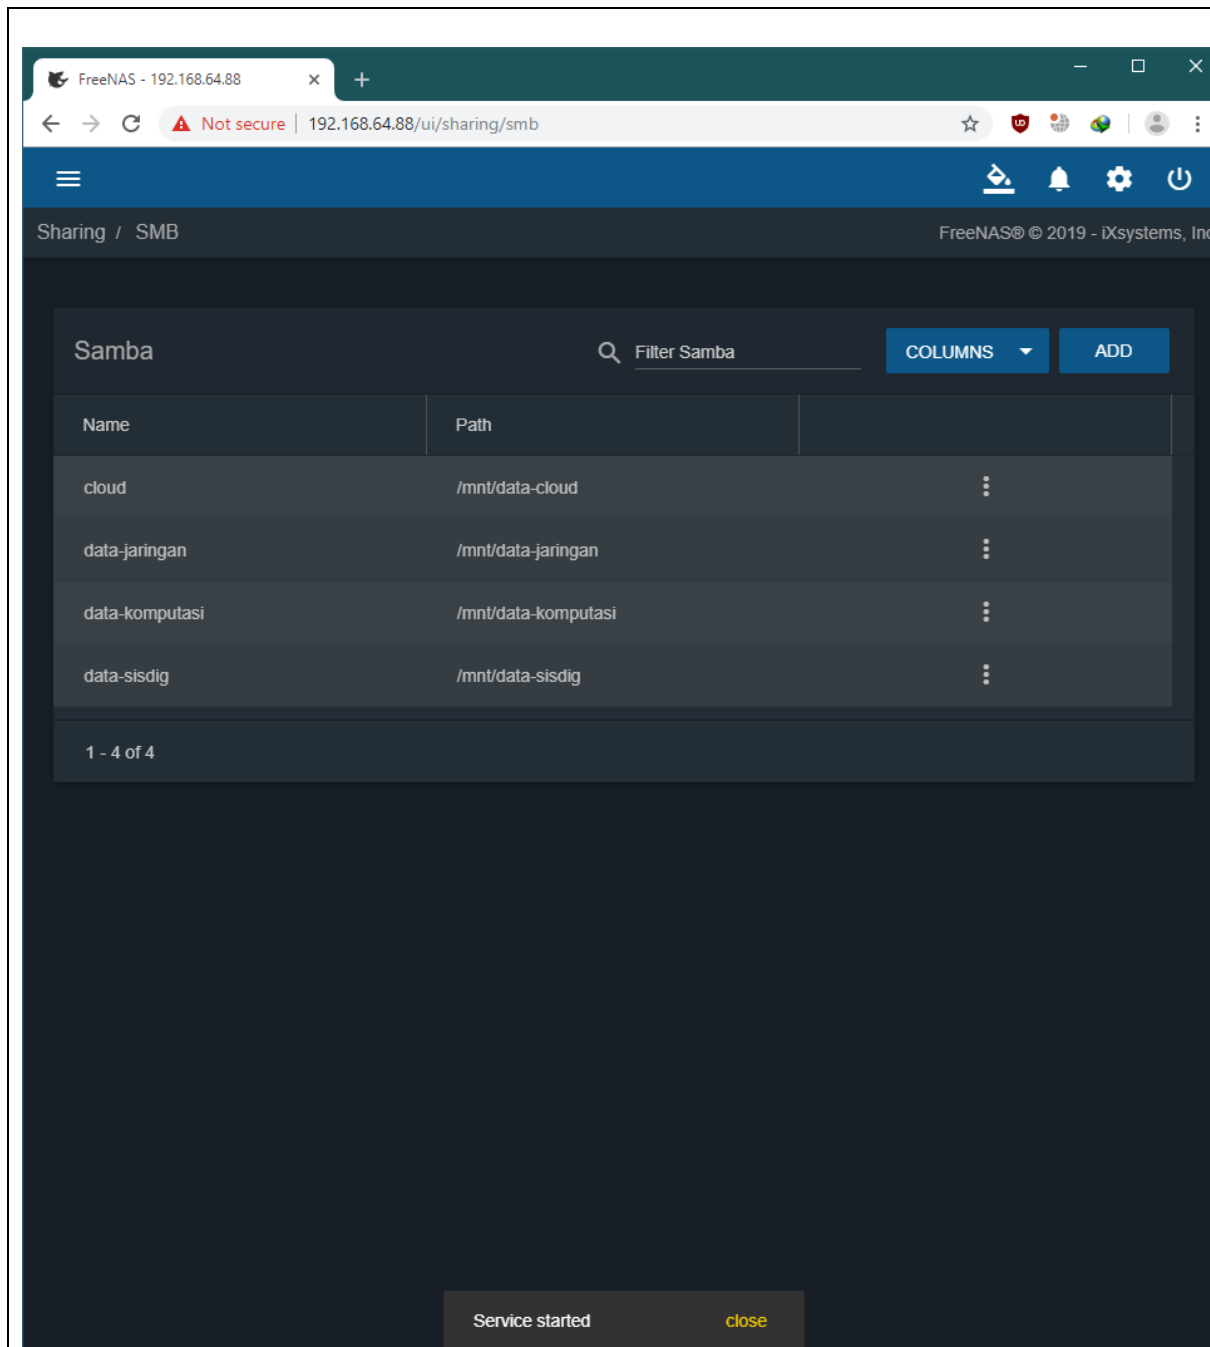 FreeNAS - 192.168.64.88
Not secure | 192.168.64.88/ui/sharing/smb
Sharing / SMB
FreeNAS® © 2019 - iXsystems, Inc
Samba
Filter Samba
COLUMNS
ADD
Name Path
cloud /mnt/data-cloud
data-jaringan /mnt/data-jaringan
data-komputasi /mnt/data-komputasi
data-sisdig /mnt/data-sisdig
1 - 4 of 4
Service started close